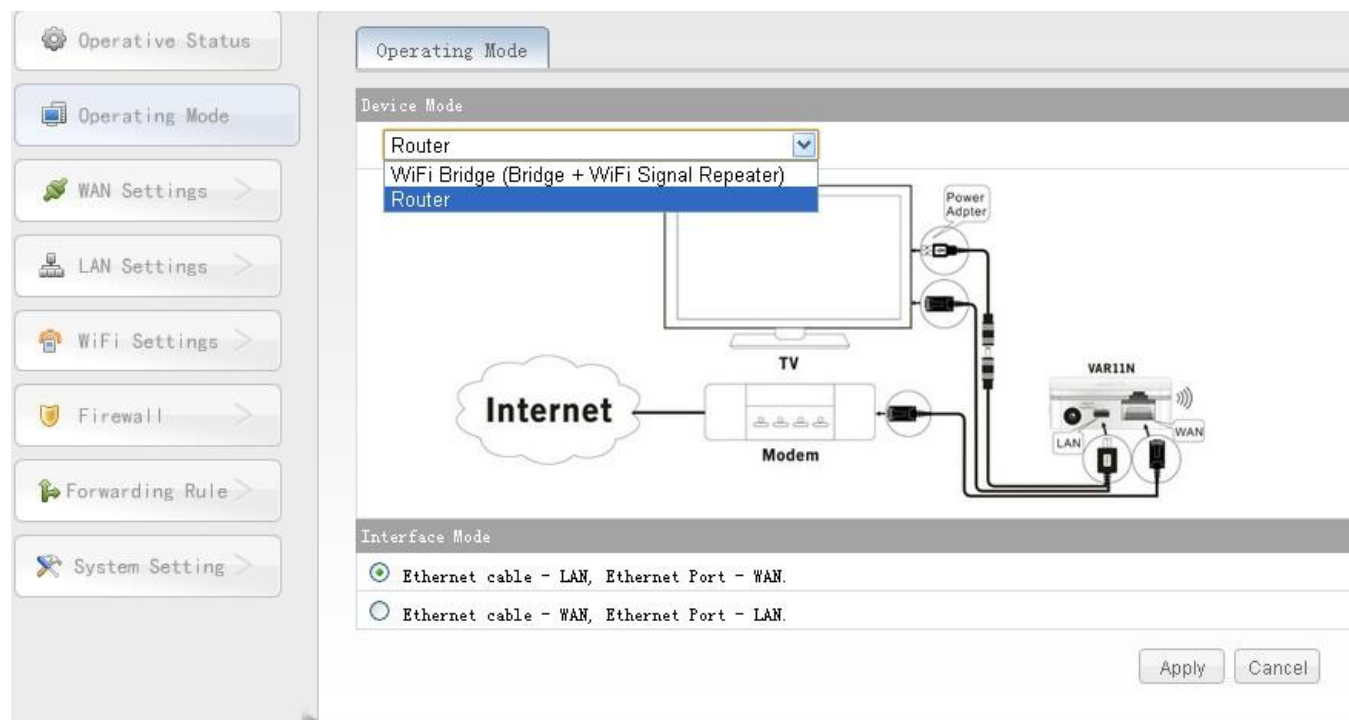 Operative Status
Operating Mode
WAN Settings
LAN Settings
WiFi Settings
Firewall
Forwarding Rule
System Setting
Operating Mode
Device Mode
Router
WiFi Bridge (Bridge + WiFi Signal Repeater)
Router
Power
Adpter
TV
Internet
Modem
VAR11N
LAN
WAN
Interface Mode
Ethernet cable - LAN, Ethernet Port - WAN.
Ethernet cable - WAN, Ethernet Port - LAN.
Apply
Cancel